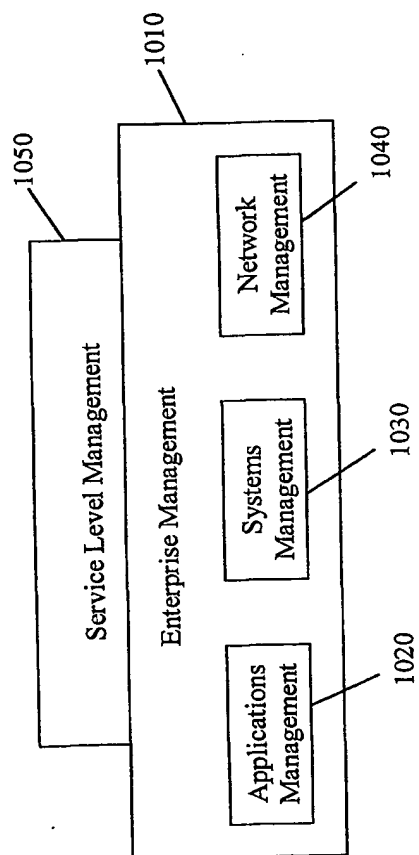 1050
1010
Service Level Management
Enterprise Management
Applications
Management
Systems
Management
Network
Management
1020
1030
1040